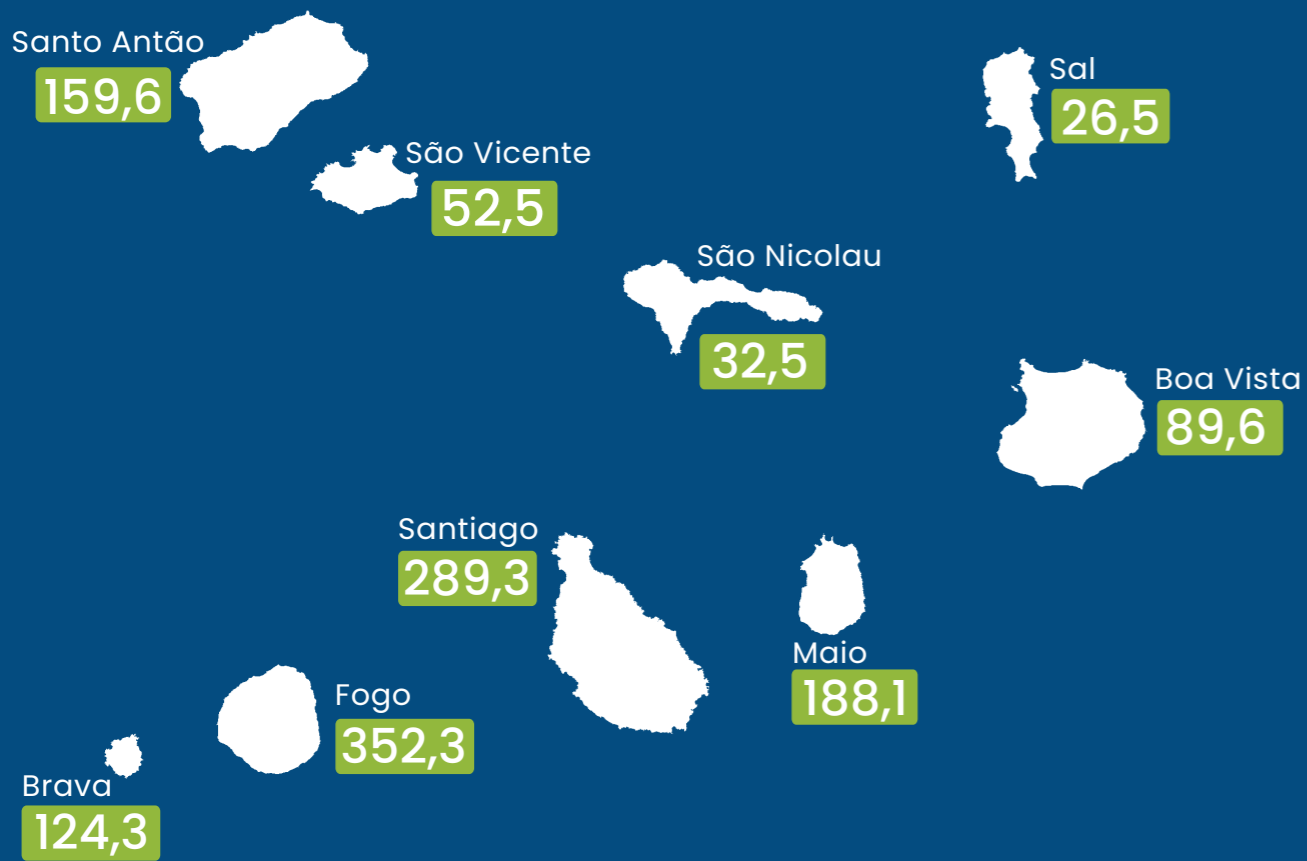 Santo Antão
159,6
São Vicente
52,5
São Nicolau
32,5
Sal
26,5
Boa Vista
89,6
Santiago
289,3
Maio
188,1
Fogo
352,3
Brava
124,3